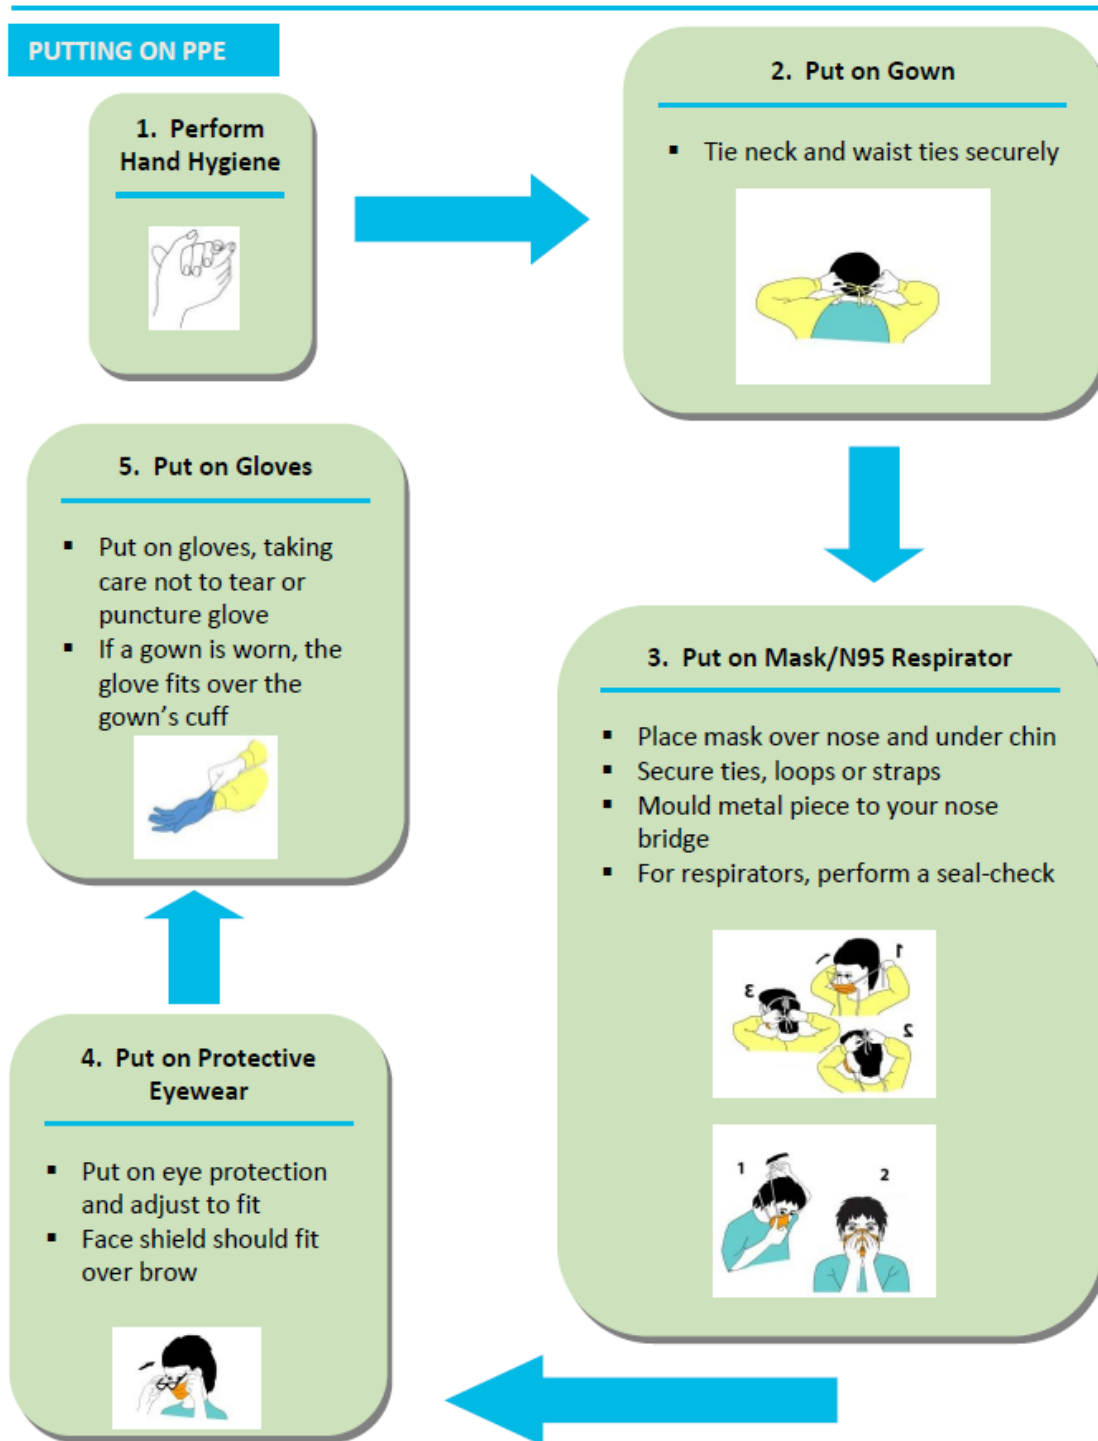 PUTTING ON PPE
1. Perform
Hand Hygiene
2. Put on Gown
▪ Tie neck and waist ties securely
3. Put on Mask/N95 Respirator
▪ Place mask over nose and under chin
▪ Secure ties, loops or straps
▪ Mould metal piece to your nose
bridge
▪ For respirators, perform a seal-check
1
2
3
1
2
4. Put on Protective
Eyewear
▪ Put on eye protection
and adjust to fit
▪ Face shield should fit
over brow
5. Put on Gloves
▪ Put on gloves, taking
care not to tear or
puncture glove
▪ If a gown is worn, the
glove fits over the
gown’s cuff